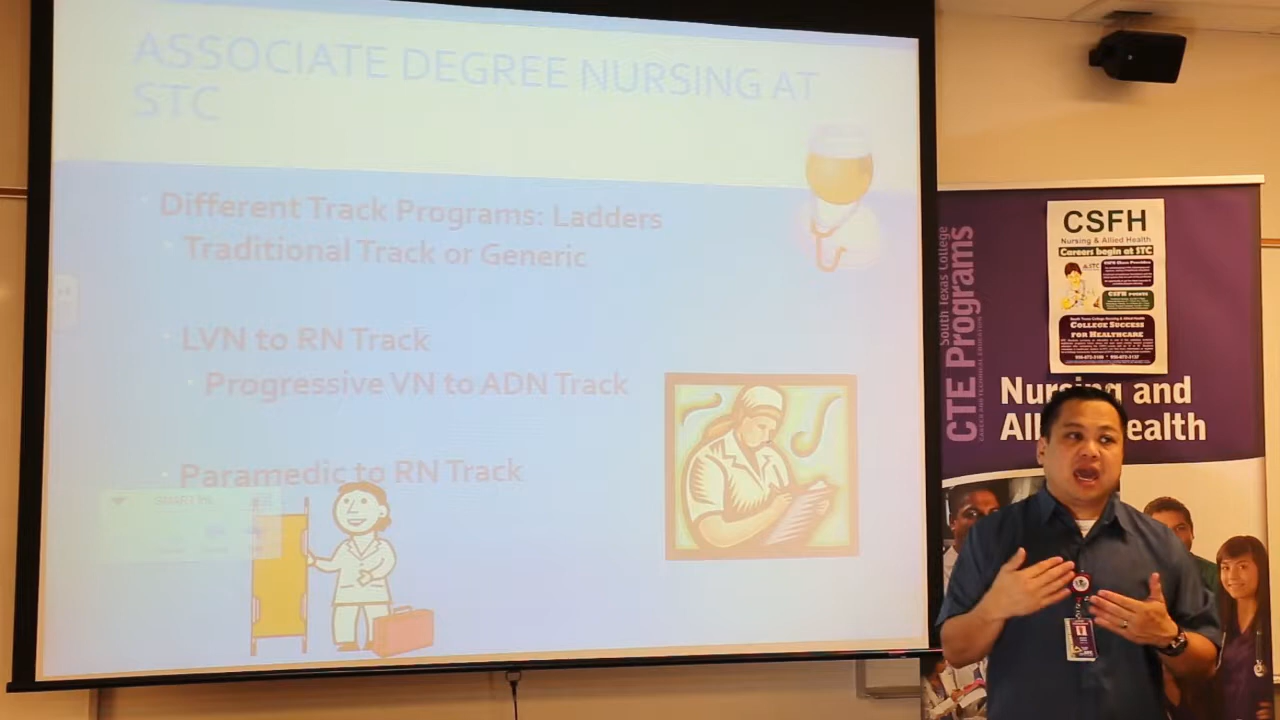 ASSOCIATE DEGREE NURSING AT
STC
Different Track Programs: Ladders
Traditional Track or Generic
LVN to RN Track
Progressive VN to ADN Track
Paramedic to RN Track
South Texas College
CTE Programs
CSFH
Nursing & Allied Health
Careers begin at STC
COLLEGE SUCCESS
FOR HEALTHCARE
Nursing and
Allied Health